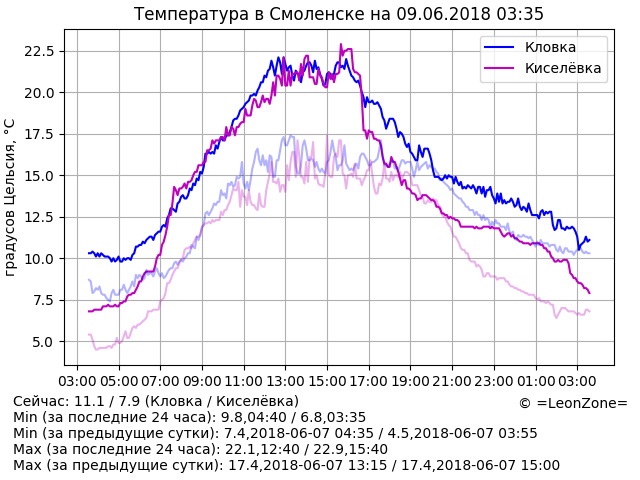 Температура в Смоленске на 09.06.2018 03:35
22.5
20.0
17.5
15.0
12.5
10.0
7.5
5.0
градусов Цельсия, °C
Кловка
Киселёвка
03:00 05:00 07:00 09:00 11:00 13:00 15:00 17:00 19:00 21:00 23:00 01:00 03:00
Сейчас: 11.1 / 7.9 (Кловка / Киселёвка)
© =LeonZone=
Min (за последние 24 часа): 9.8,04:40 / 6.8,03:35
Min (за предыдущие сутки): 7.4,2018-06-07 04:35 / 4.5,2018-06-07 03:55
Max (за последние 24 часа): 22.1,12:40 / 22.9,15:40
Max (за предыдущие сутки): 17.4,2018-06-07 13:15 / 17.4,2018-06-07 15:00